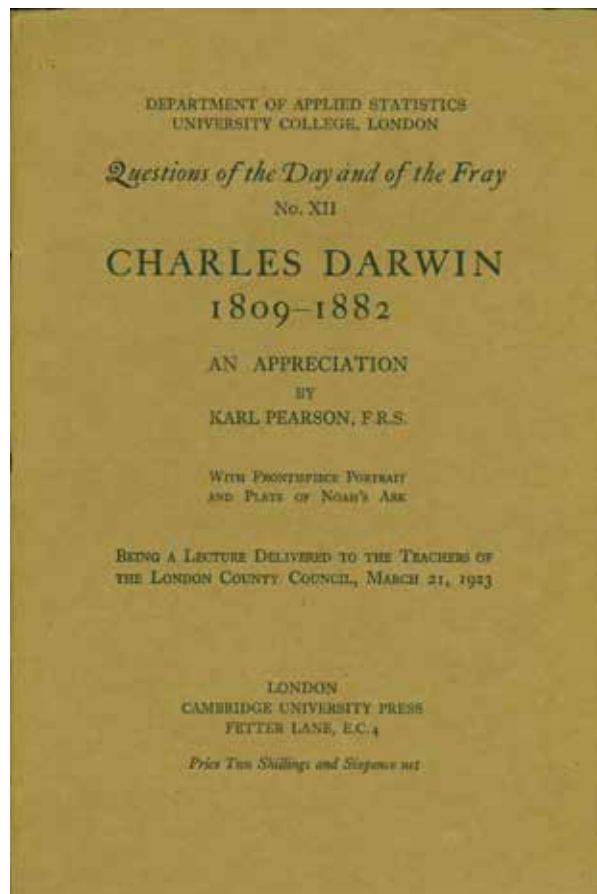 DEPARTMENT OF APPLIED STATISTICS
UNIVERSITY COLLEGE, LONDON
Questions of the Day and of the Fray
No. XII
CHARLES DARWIN
1809–1882
AN APPRECIATION
BY
KARL PEARSON, F.R.S.
With Frontispiece Portrait
and Plate of Noah's Ark
Being a Lecture Delivered to the Teachers of
the London County Council, March 21, 1923
LONDON
CAMBRIDGE UNIVERSITY PRESS
FETTER LANE, E.C.4
Price Two Shillings and Sixpence net